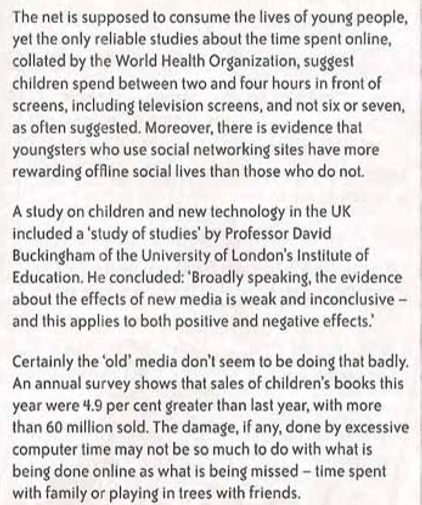 The net is supposed to consume the lives of young people,
yet the only reliable studies about the time spent online,
collated by the World Health Organization, suggest
children spend between two and four hours in front of
screens, including television screens, and not six or seven,
as often suggested. Moreover, there is evidence that
youngsters who use social networking sites have more
rewarding offline social lives than those who do not.
A study on children and new technology in the UK
included a ‘study of studies’ by Professor David
Buckingham of the University of London’s Institute of
Education. He concluded: ‘Broadly speaking, the evidence
about the effects of new media is weak and inconclusive –
and this applies to both positive and negative effects.’
Certainly the ‘old’ media don’t seem to be doing that badly.
An annual survey shows that sales of children’s books this
year were 4.9 per cent greater than last year, with more
than 60 million sold. The damage, if any, done by excessive
computer time may not be so much to do with what is
being done online as what is being missed – time spent
with family or playing in trees with friends.